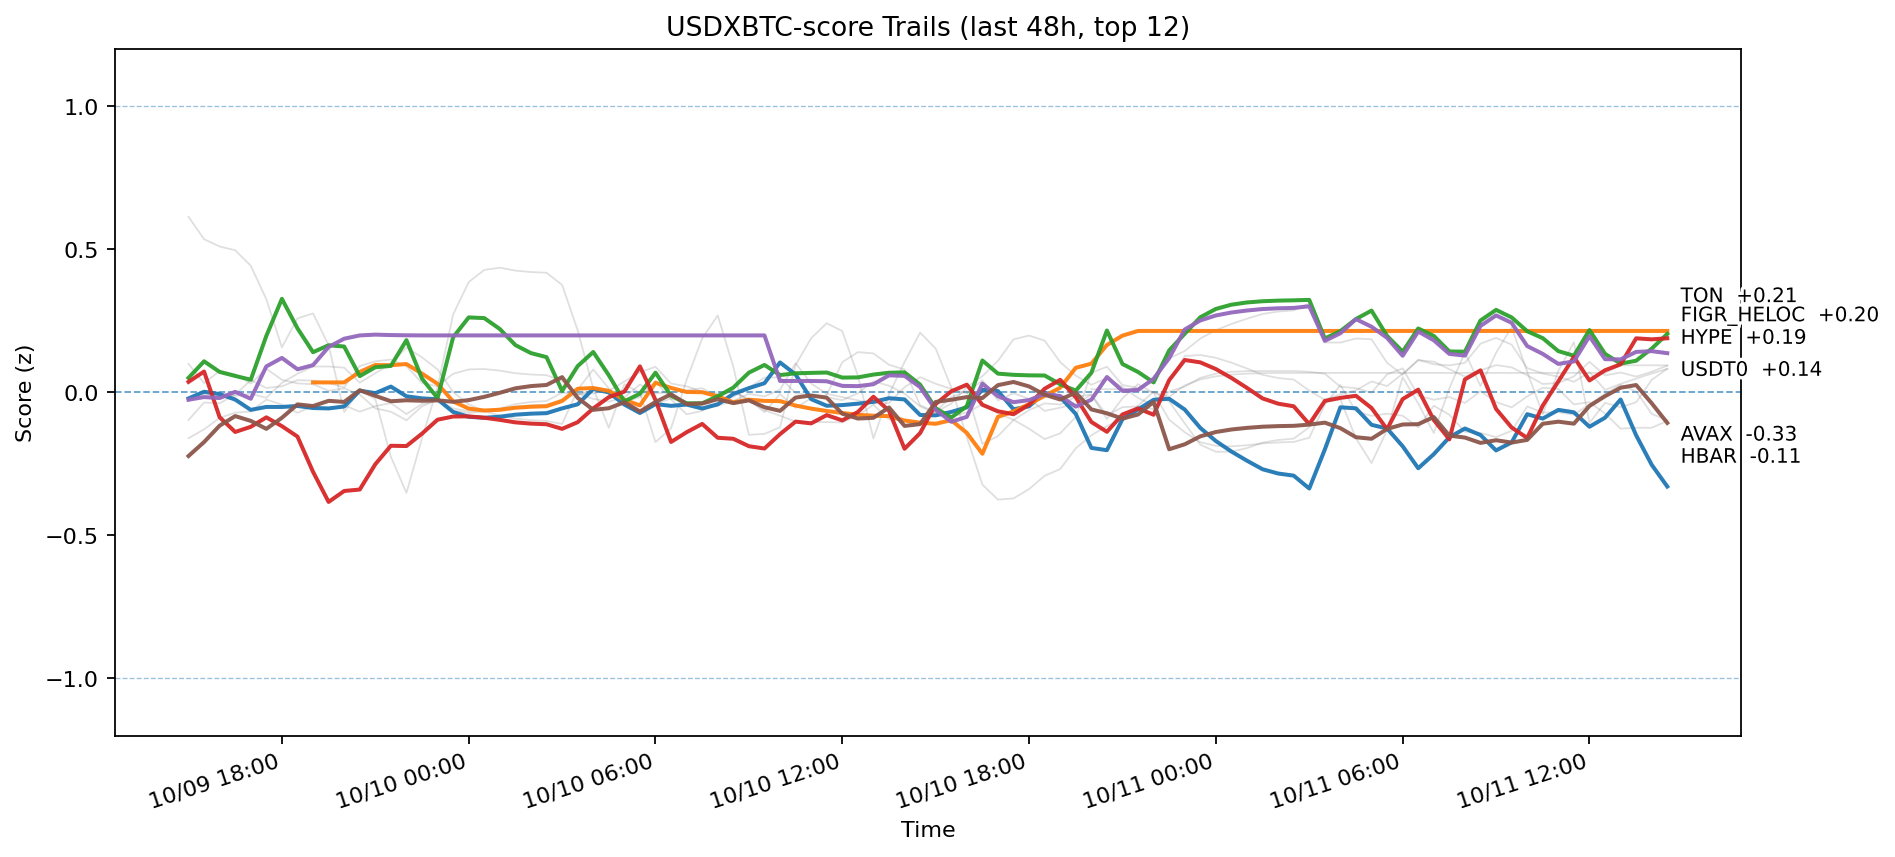 USDXBTC-score Trails (last 48h, top 12)
Score (z)
1.0
0.5
0.0
−0.5
−1.0
TON +0.21
FIGR_HELOC +0.20
HYPE +0.19
USDT0 +0.14
AVAX -0.33
HBAR -0.11
10/09 18:00
10/10 00:00
10/10 06:00
10/10 12:00
10/10 18:00
10/11 00:00
10/11 06:00
10/11 12:00
Time